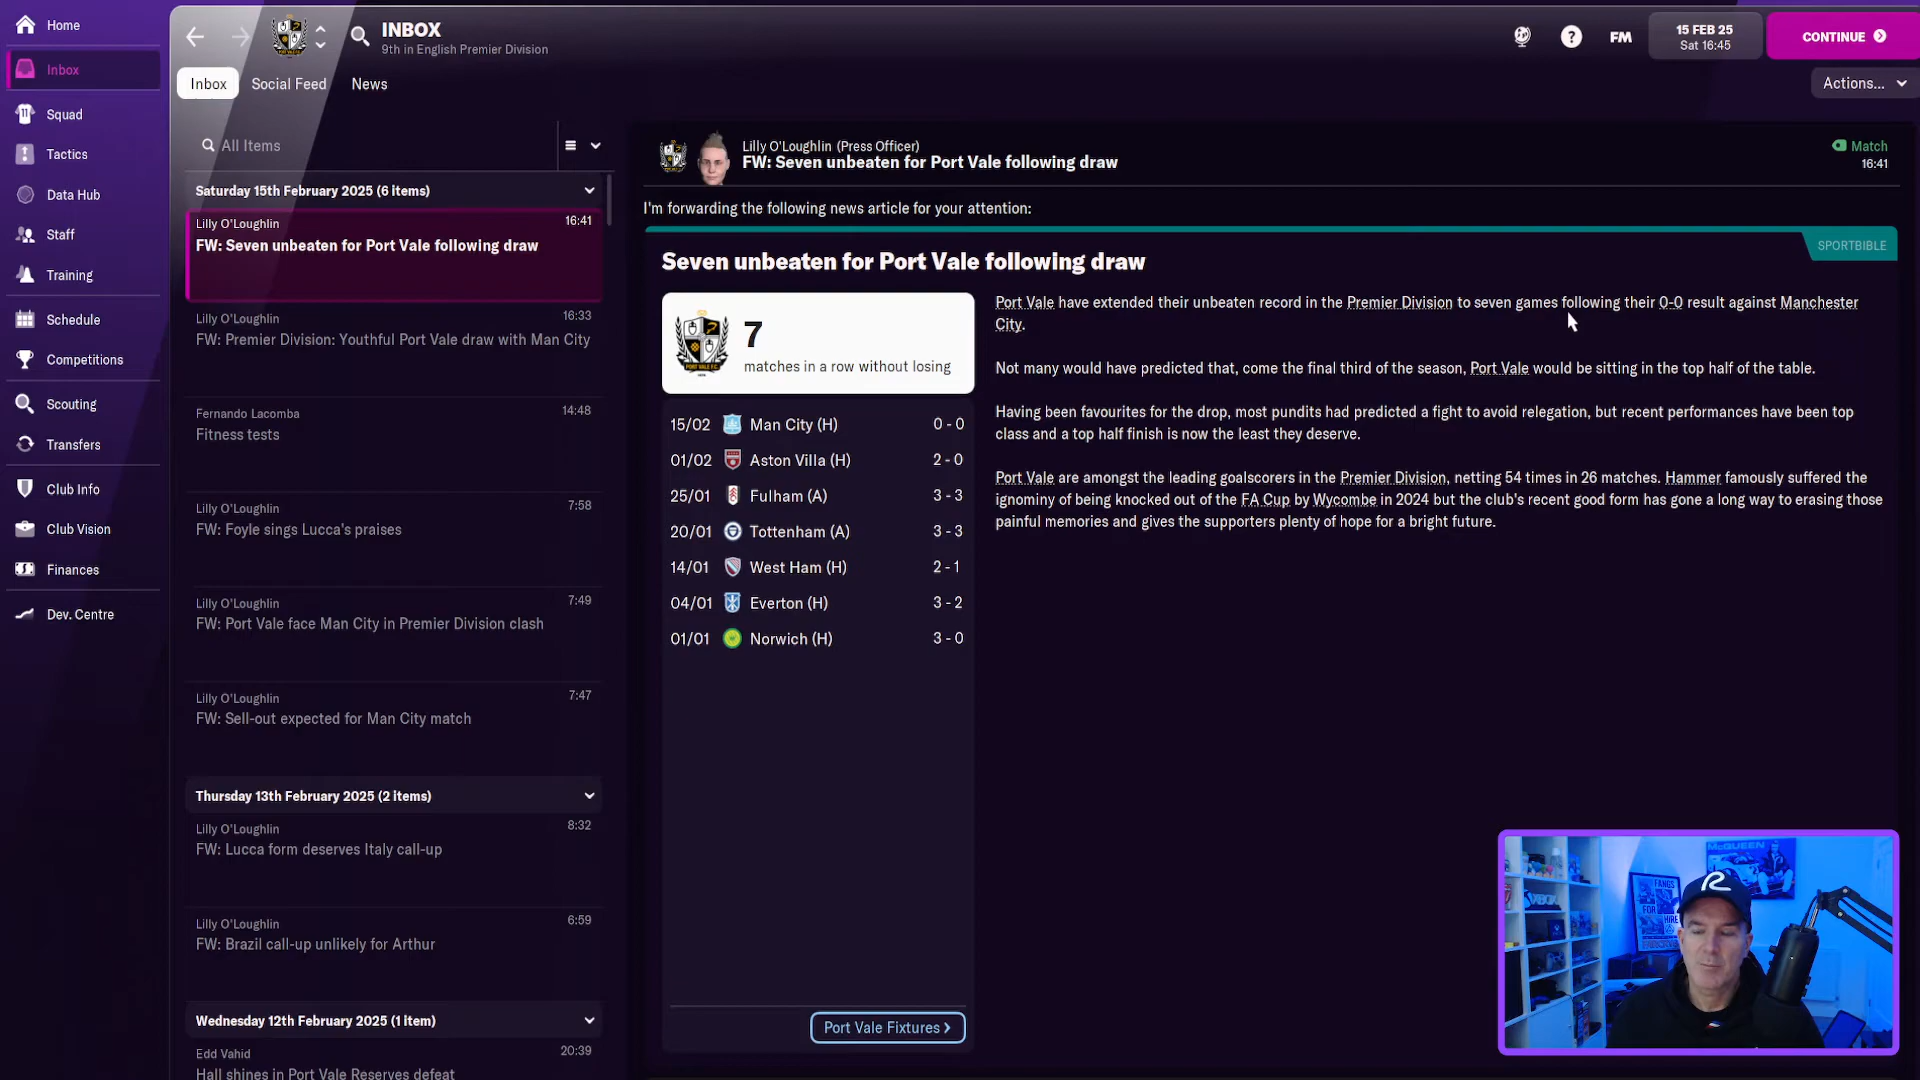 Home
Inbox
Squad
Tactics
Data Hub
Staff
Training
Schedule
Competitions
Scouting
Transfers
Club Info
Club Vision
Finances
Dev. Centre
INBOX
9th in English Premier Division
FM
15 FEB 25
Sat 16:45
CONTINUE
Inbox
Social Feed
News
Actions...
All Items
Saturday 15th February 2025 (6 items)
Lilly O'Loughlin
16:41
FW: Seven unbeaten for Port Vale following draw
Lilly O'Loughlin
16:33
FW: Premier Division: Youthful Port Vale draw with Man City
Fernando Lacomba
14:48
Fitness tests
Lilly O'Loughlin
7:58
FW: Foyle sings Lucca's praises
Lilly O'Loughlin
7:49
FW: Port Vale face Man City in Premier Division clash
Lilly O'Loughlin
7:47
FW: Sell-out expected for Man City match
Thursday 13th February 2025 (2 items)
Lilly O'Loughlin
8:32
FW: Lucca form deserves Italy call-up
Lilly O'Loughlin
6:59
FW: Brazil call-up unlikely for Arthur
Wednesday 12th February 2025 (1 item)
Edd Vahid
20:39
Hall shines in Port Vale Reserves defeat
Lilly O'Loughlin (Press Officer)
FW: Seven unbeaten for Port Vale following draw
Match
16:41
I'm forwarding the following news article for your attention:
SPORTBIBLE
Seven unbeaten for Port Vale following draw
7
matches in a row without losing
15/02 Man City (H) 0 - 0
01/02 Aston Villa (H) 2 - 0
25/01 Fulham (A) 3 - 3
20/01 Tottenham (A) 3 - 3
14/01 West Ham (H) 2 - 1
04/01 Everton (H) 3 - 2
01/01 Norwich (H) 3 - 0
Port Vale Fixtures >
Port Vale have extended their unbeaten record in the Premier Division to seven games following their 0-0 result against Manchester
City.
Not many would have predicted that, come the final third of the season, Port Vale would be sitting in the top half of the table.
Having been favourites for the drop, most pundits had predicted a fight to avoid relegation, but recent performances have been top
class and a top half finish is now the least they deserve.
Port Vale are amongst the leading goalscorers in the Premier Division, netting 54 times in 26 matches. Hammer famously suffered the
ignominy of being knocked out of the FA Cup by Wycombe in 2024 but the club's recent good form has gone a long way to erasing those
painful memories and gives the supporters plenty of hope for a bright future.
McQUEEN
FANGS
FOR
HIRE
XBOX